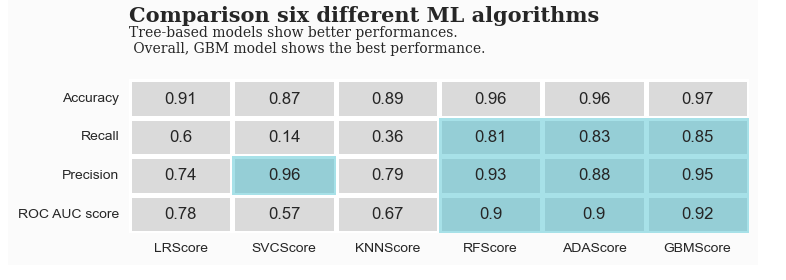 Comparison six different ML algorithms
Tree-based models show better performances.
Overall, GBM model shows the best performance.
Accuracy 0.91 0.87 0.89 0.96 0.96 0.97
Recall 0.6 0.14 0.36 0.81 0.83 0.85
Precision 0.74 0.96 0.79 0.93 0.88 0.95
ROC AUC score 0.78 0.57 0.67 0.9 0.9 0.92
LRScore SVCScore KNNScore RFScore ADAScore GBMScore